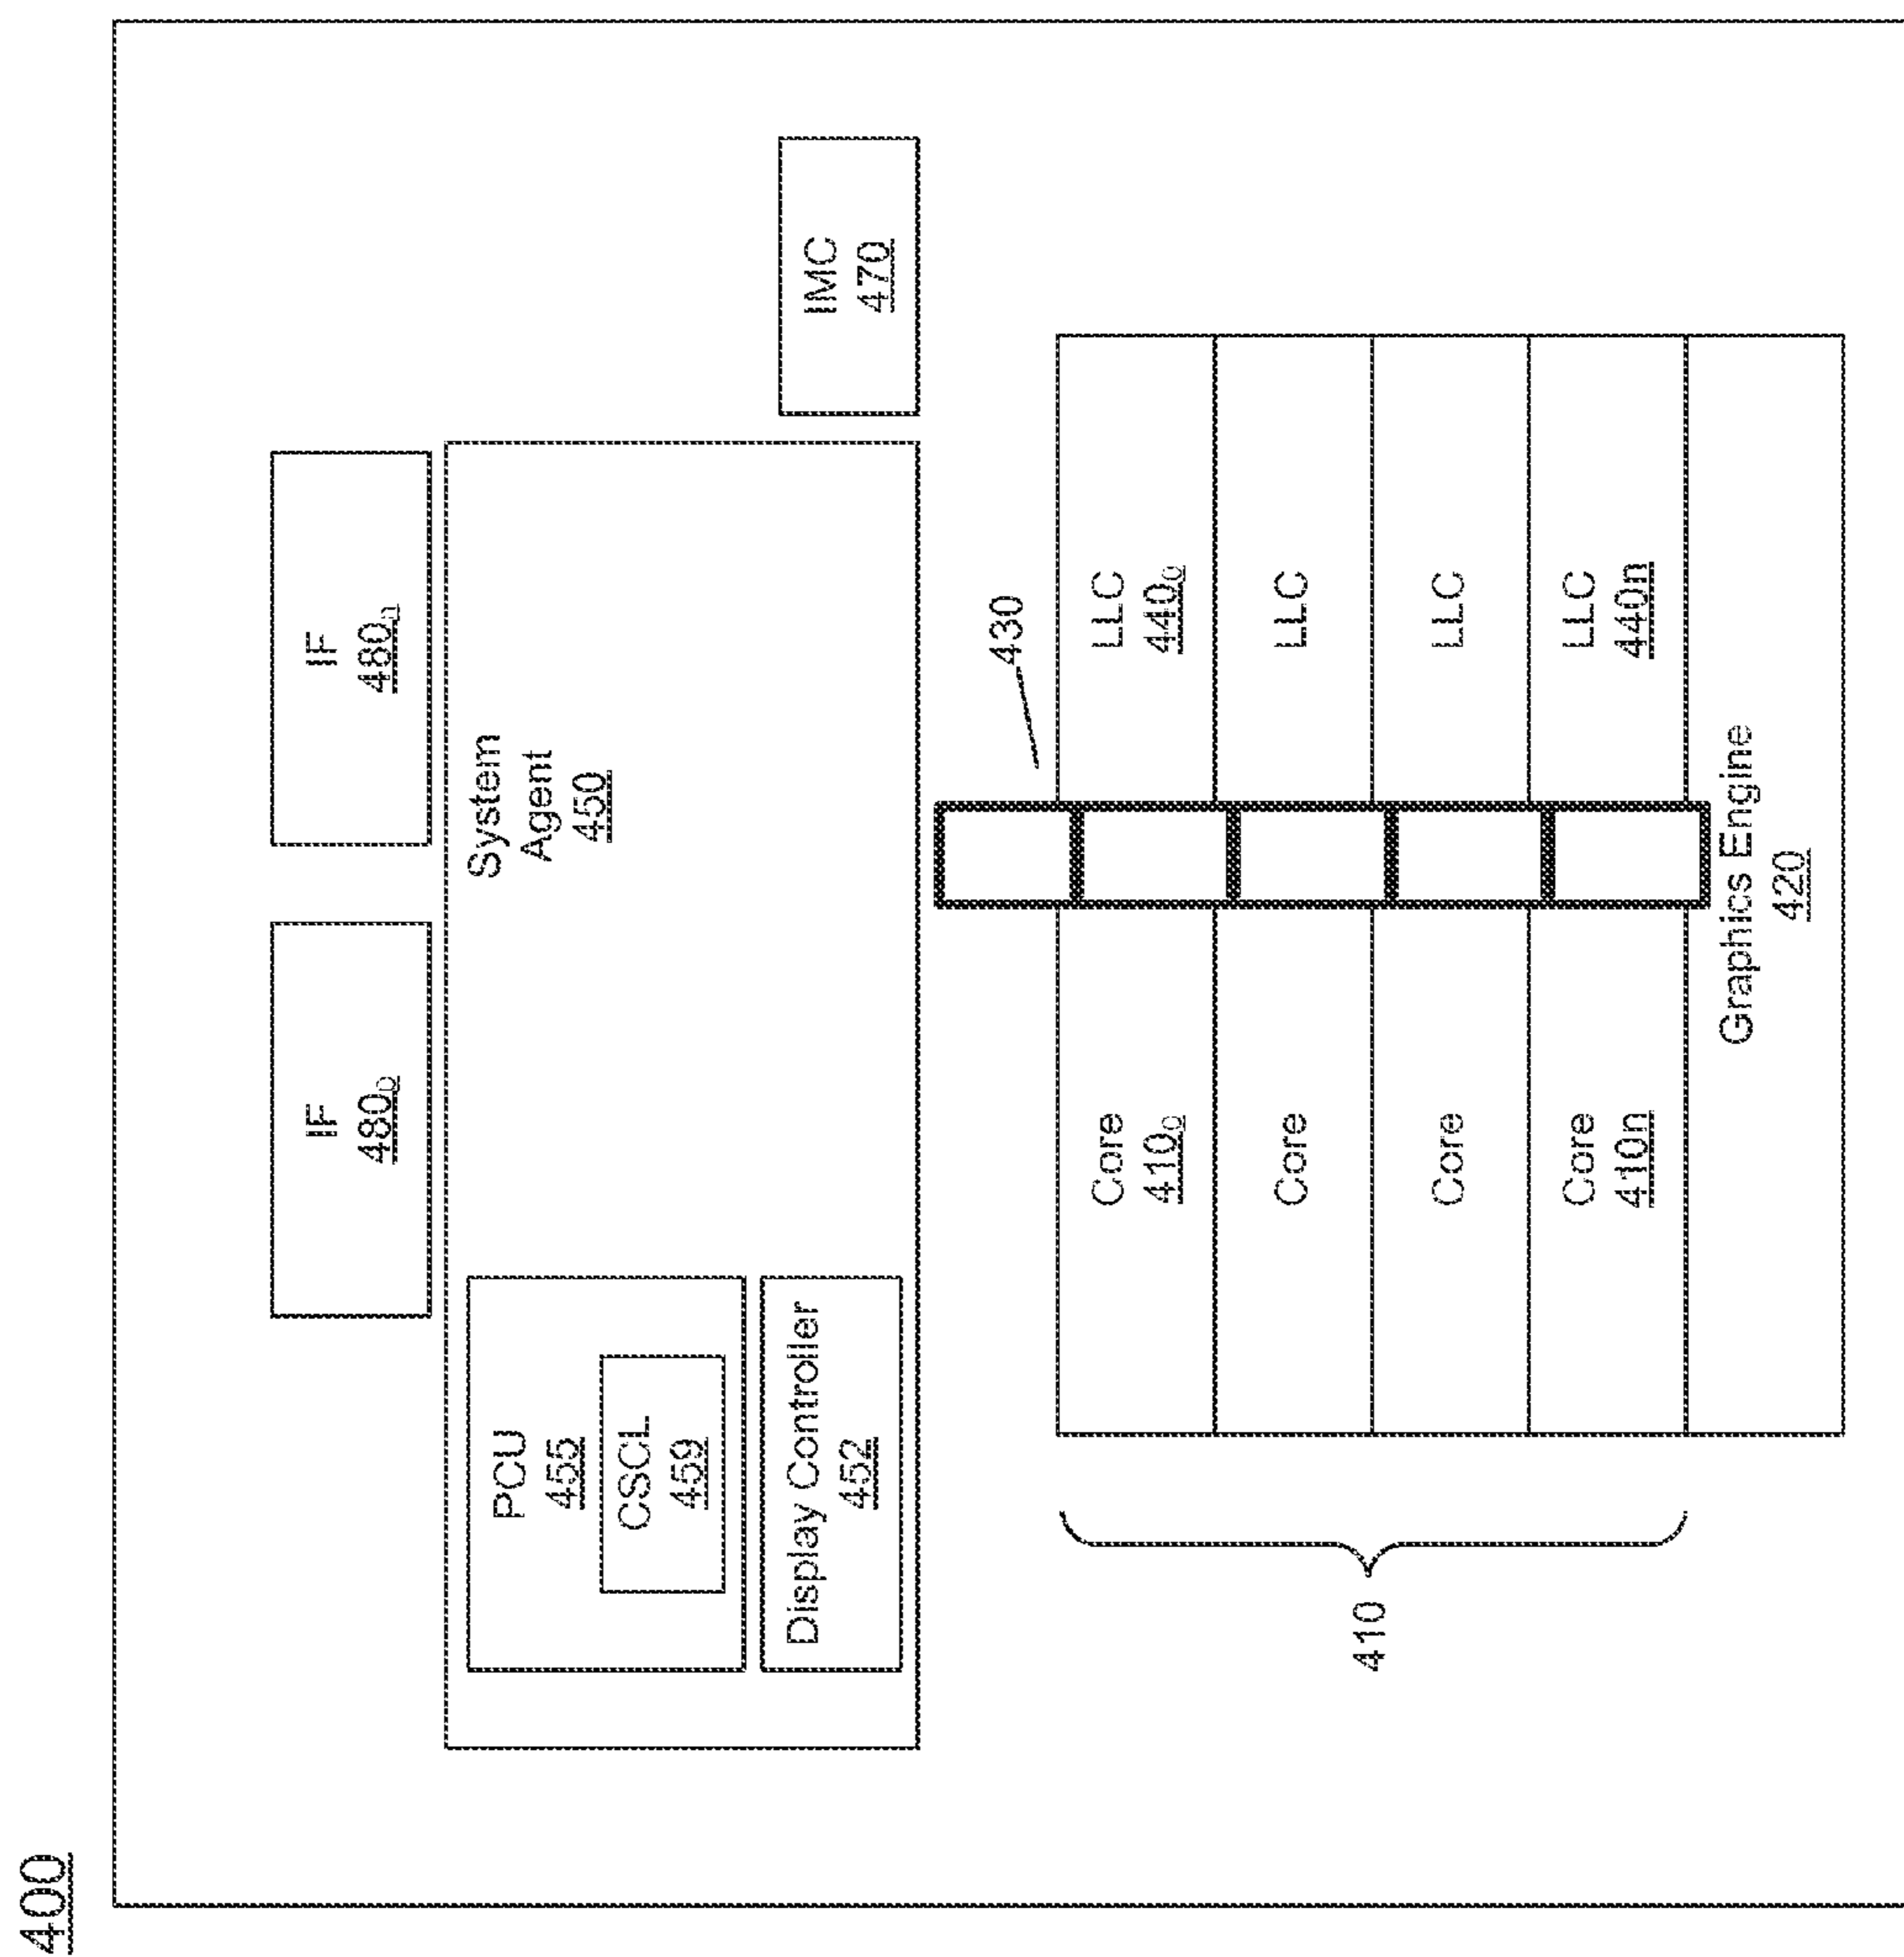 400
IF
480₀
IF
480ₙ
System
Agent
450
PCU
455
CSCL
459
Display Controller
452
IMC
470
430
410
Core
410₀
LLC
440₀
Core
LLC
Core
LLC
Core
410n
LLC
440n
Graphics Engine
420